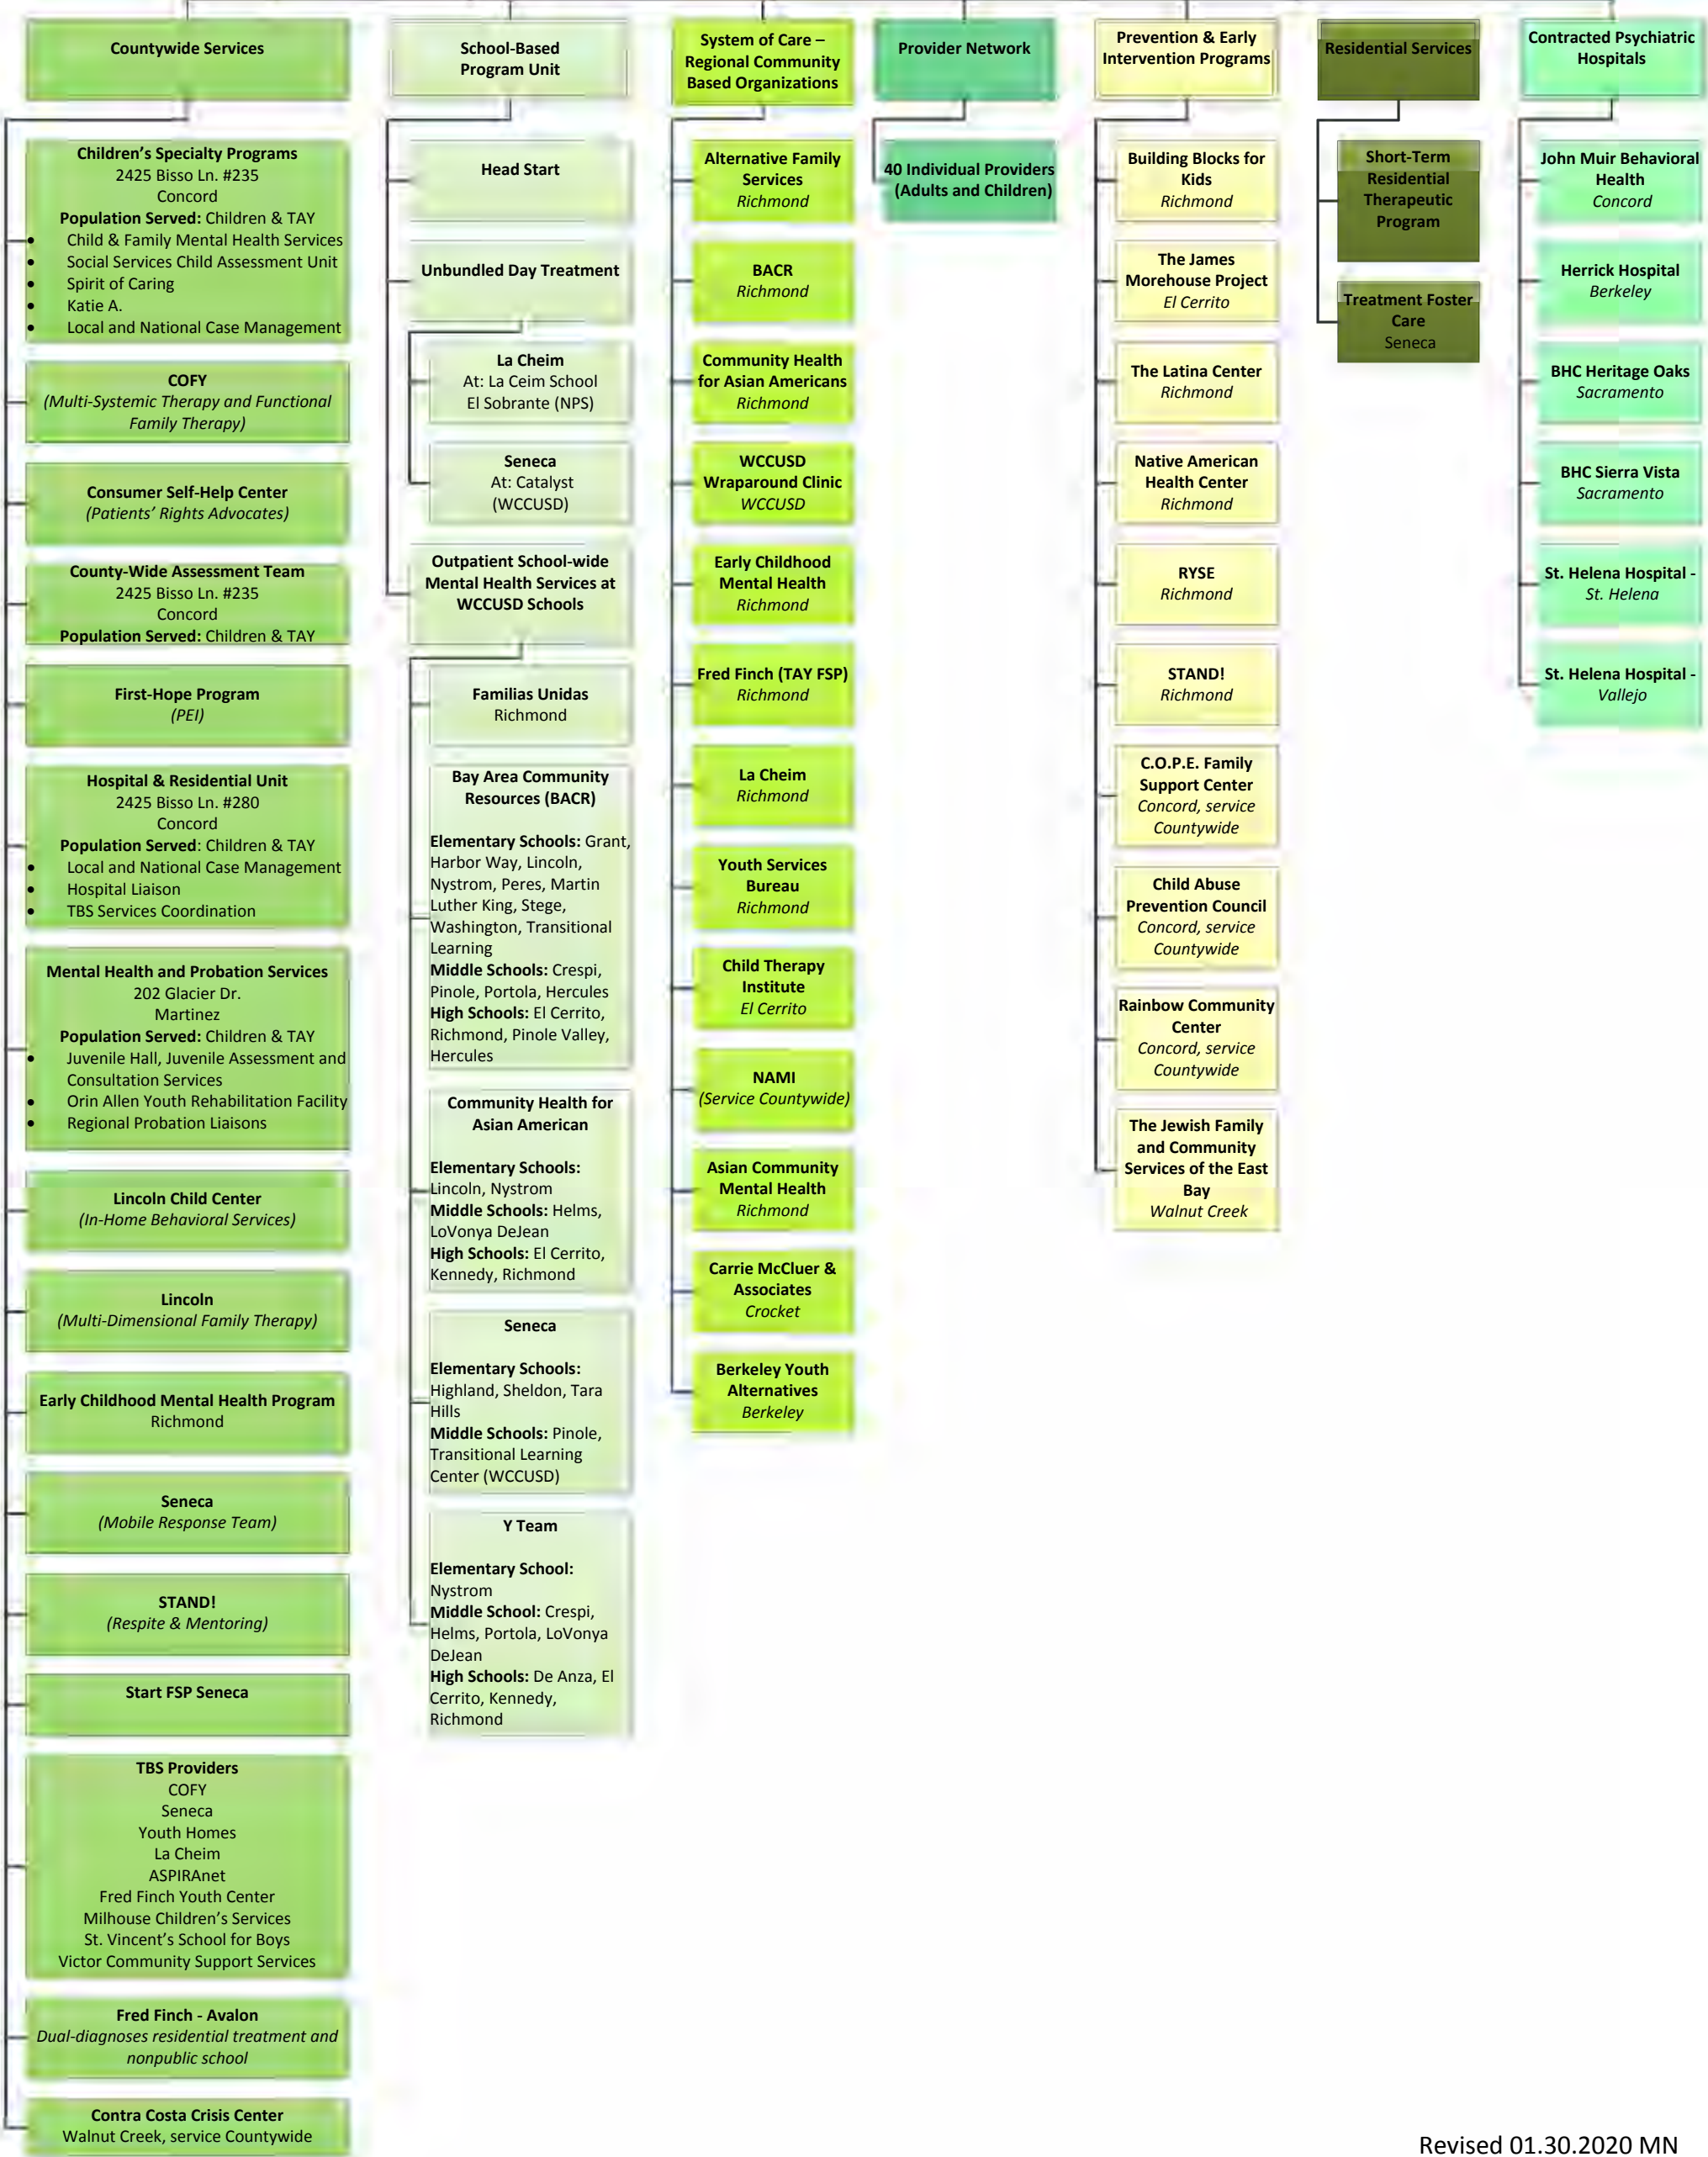 Countywide Services
Children's Specialty Programs
2425 Bisso Ln. #235
Concord
Population Served: Children & TAY
• Child & Family Mental Health Services
• Social Services Child Assessment Unit
• Spirit of Caring
• Katie A.
• Local and National Case Management
COFY
(Multi-Systemic Therapy and Functional
Family Therapy)
Consumer Self-Help Center
(Patients' Rights Advocates)
County-Wide Assessment Team
2425 Bisso Ln. #235
Concord
Population Served: Children & TAY
First-Hope Program
(PEI)
Hospital & Residential Unit
2425 Bisso Ln. #280
Concord
Population Served: Children & TAY
• Local and National Case Management
• Hospital Liaison
• TBS Services Coordination
Mental Health and Probation Services
202 Glacier Dr.
Martinez
Population Served: Children & TAY
• Juvenile Hall, Juvenile Assessment and
Consultation Services
• Orin Allen Youth Rehabilitation Facility
• Regional Probation Liaisons
Lincoln Child Center
(In-Home Behavioral Services)
Lincoln
(Multi-Dimensional Family Therapy)
Early Childhood Mental Health Program
Richmond
Seneca
(Mobile Response Team)
STAND!
(Respite & Mentoring)
Start FSP Seneca
TBS Providers
COFY
Seneca
Youth Homes
La Cheim
ASPIRAnet
Fred Finch Youth Center
Milhouse Children's Services
St. Vincent's School for Boys
Victor Community Support Services
Fred Finch - Avalon
Dual-diagnoses residential treatment and
nonpublic school
Contra Costa Crisis Center
Walnut Creek, service Countywide
School-Based
Program Unit
Head Start
Unbundled Day Treatment
La Cheim
At: La Ceim School
El Sobrante (NPS)
Seneca
At: Catalyst
(WCCUSD)
Outpatient School-wide
Mental Health Services at
WCCUSD Schools
Familias Unidas
Richmond
Bay Area Community
Resources (BACR)
Elementary Schools: Grant,
Harbor Way, Lincoln,
Nystrom, Peres, Martin
Luther King, Stege,
Washington, Transitional
Learning
Middle Schools: Crespi,
Pinole, Portola, Hercules
High Schools: El Cerrito,
Richmond, Pinole Valley,
Hercules
Community Health for
Asian American
Elementary Schools:
Lincoln, Nystrom
Middle Schools: Helms,
LoVonya DeJean
High Schools: El Cerrito,
Kennedy, Richmond
Seneca
Elementary Schools:
Highland, Sheldon, Tara
Hills
Middle Schools: Pinole,
Transitional Learning
Center (WCCUSD)
Y Team
Elementary School:
Nystrom
Middle School: Crespi,
Helms, Portola, LoVonya
DeJean
High Schools: De Anza, El
Cerrito, Kennedy,
Richmond
System of Care –
Regional Community
Based Organizations
Alternative Family
Services
Richmond
BACR
Richmond
Community Health
for Asian Americans
Richmond
WCCUSD
Wraparound Clinic
WCCUSD
Early Childhood
Mental Health
Richmond
Fred Finch (TAY FSP)
Richmond
La Cheim
Richmond
Youth Services
Bureau
Richmond
Child Therapy
Institute
El Cerrito
NAMI
(Service Countywide)
Asian Community
Mental Health
Richmond
Carrie McCluer &
Associates
Crocket
Berkeley Youth
Alternatives
Berkeley
Provider Network
40 Individual Providers
(Adults and Children)
Prevention & Early
Intervention Programs
Building Blocks for
Kids
Richmond
The James
Morehouse Project
El Cerrito
The Latina Center
Richmond
Native American
Health Center
Richmond
RYSE
Richmond
STAND!
Richmond
C.O.P.E. Family
Support Center
Concord, service
Countywide
Child Abuse
Prevention Council
Concord, service
Countywide
Rainbow Community
Center
Concord, service
Countywide
The Jewish Family
and Community
Services of the East
Bay
Walnut Creek
Residential Services
Short-Term
Residential
Therapeutic
Program
Treatment Foster
Care
Seneca
Contracted Psychiatric
Hospitals
John Muir Behavioral
Health
Concord
Herrick Hospital
Berkeley
BHC Heritage Oaks
Sacramento
BHC Sierra Vista
Sacramento
St. Helena Hospital -
St. Helena
St. Helena Hospital -
Vallejo
Revised 01.30.2020 MN